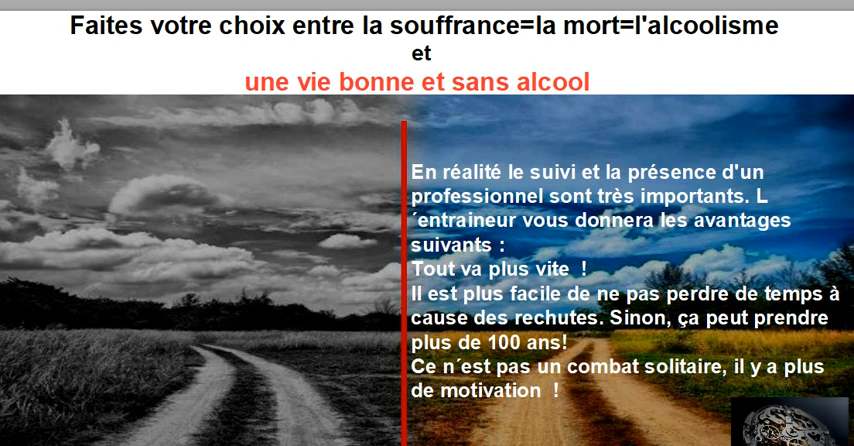 Faites votre choix entre la souffrance=la mort=l'alcoolisme
et
une vie bonne et sans alcool
En réalité le suivi et la présence d'un
professionnel sont très importants. L
´entraineur vous donnera les avantages
suivants :
Tout va plus vite  !
Il est plus facile de ne pas perdre de temps à
cause des rechutes. Sinon, ça peut prendre
plus de 100 ans!
Ce n´est pas un combat solitaire, il y a plus
de motivation  !